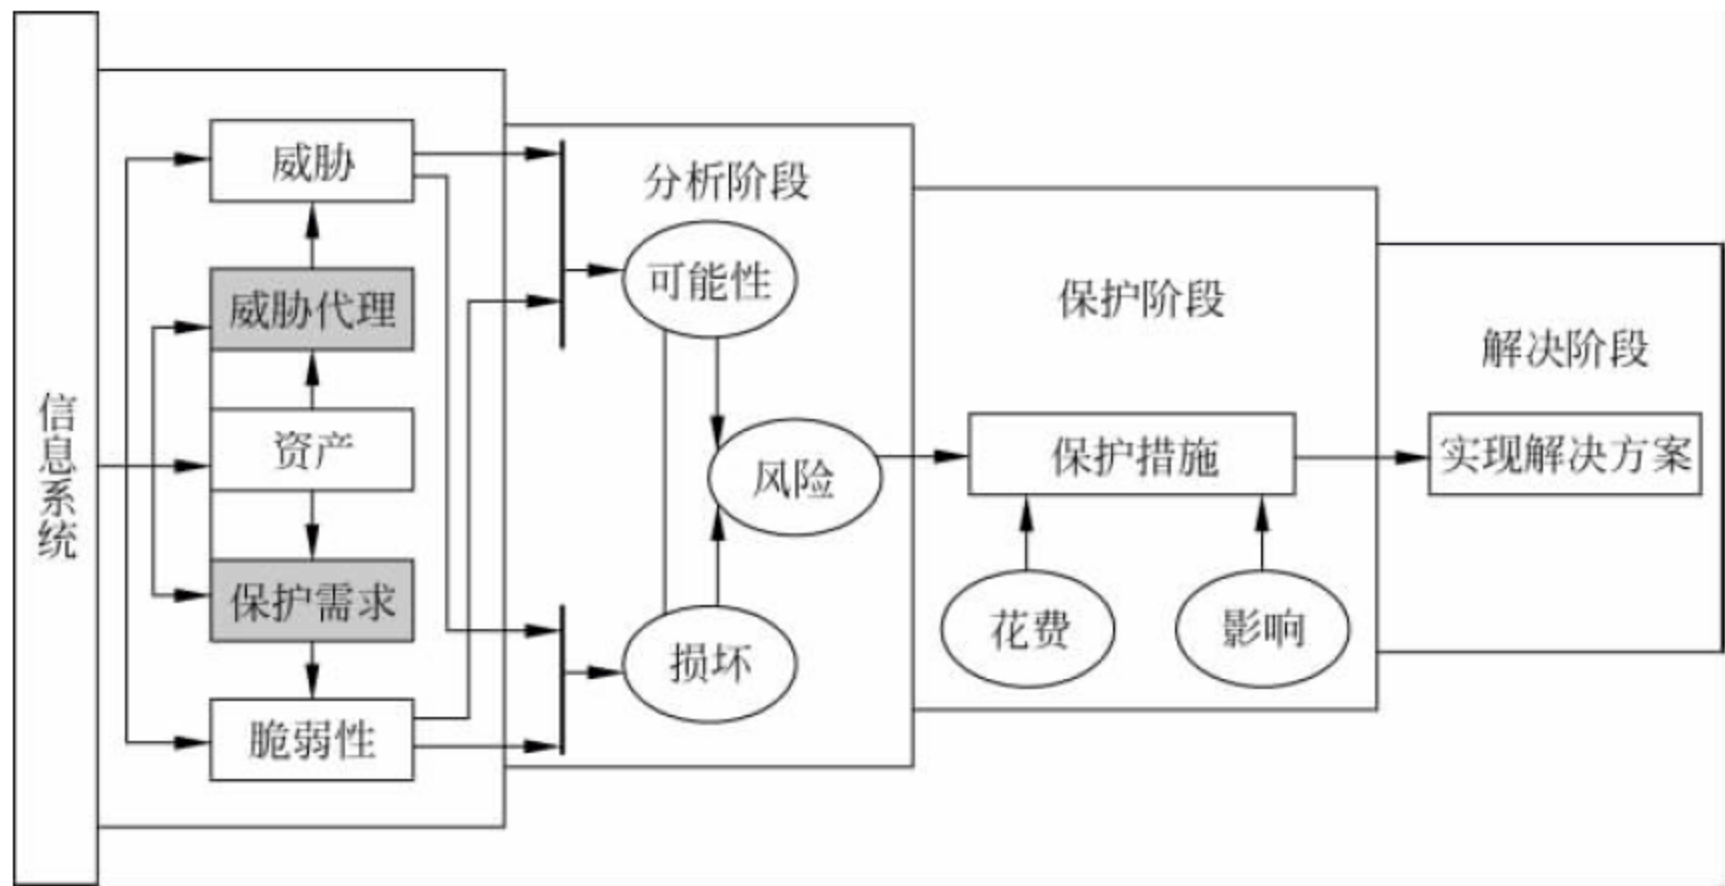 信息系统
威胁
威胁代理
资产
保护需求
脆弱性
分析阶段
可能性
风险
损坏
保护阶段
保护措施
花费
影响
解决阶段
实现解决方案